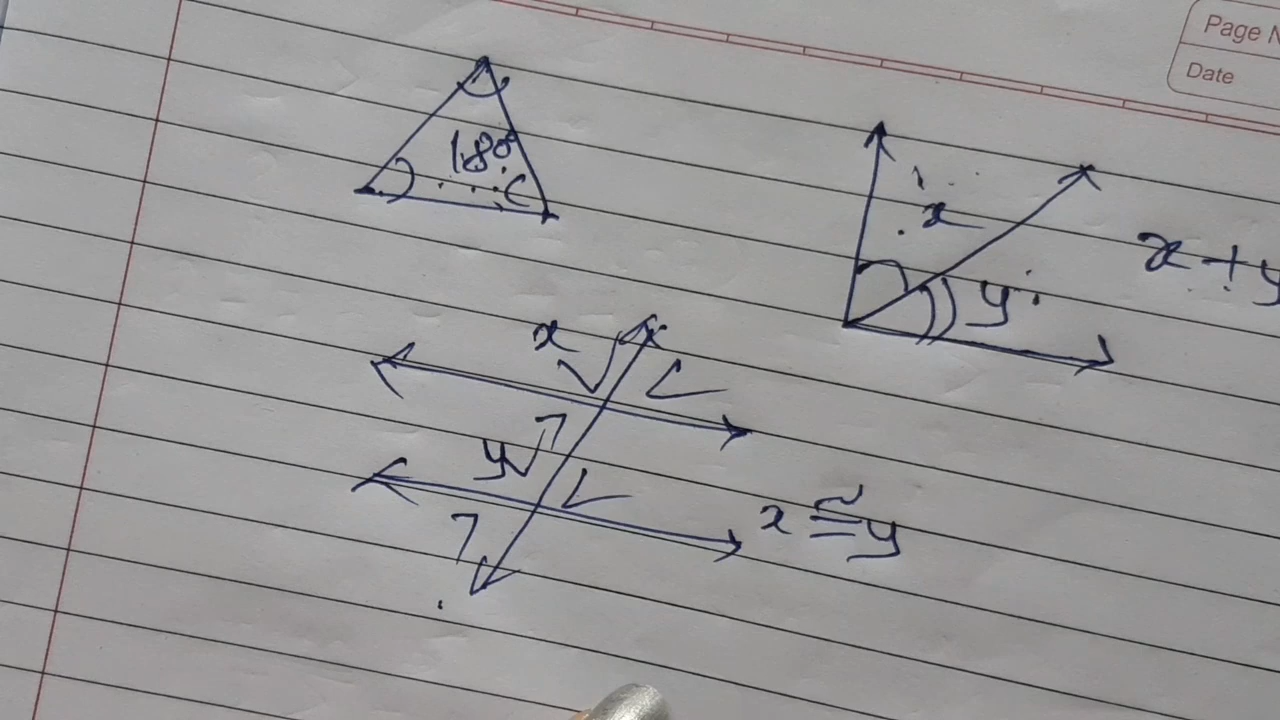 Page N
Date
180°
x
y
x + y
x
y
x ≅ y